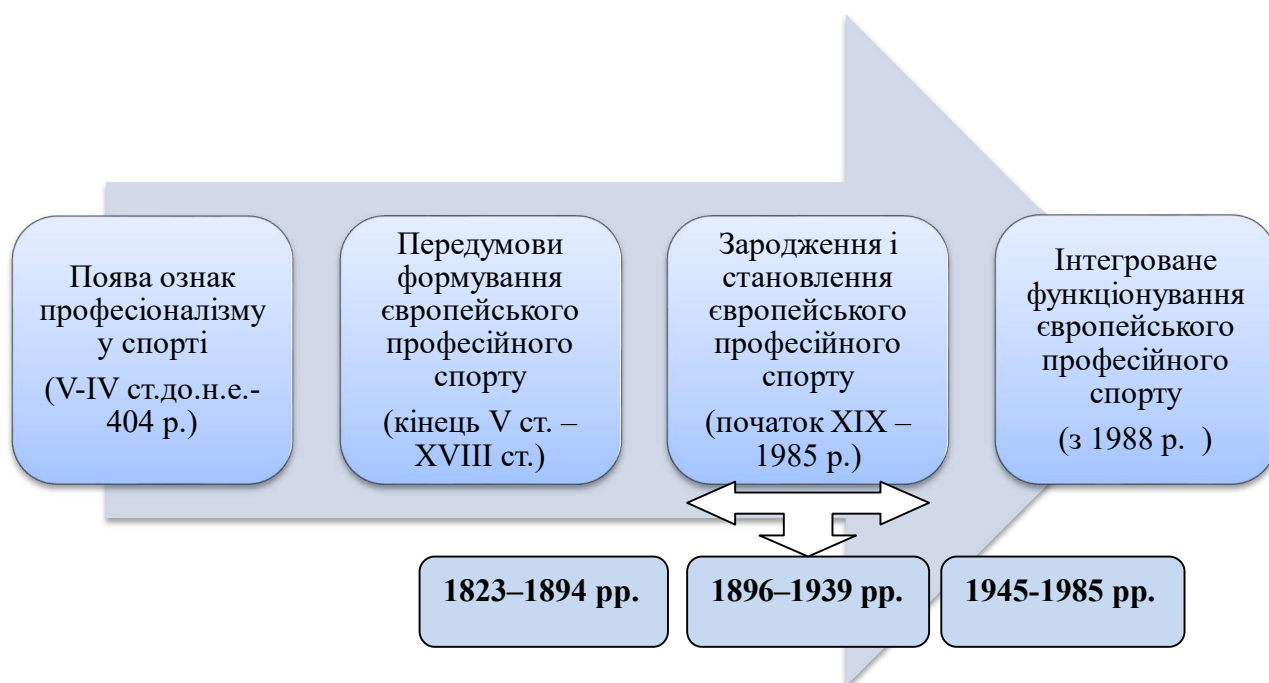 Поява ознак
професіоналізму
у спорті
(V-IV ст.до.н.е.-
404 р.)
Передумови
формування
європейського
професійного
спорту
(кінець V ст. –
XVIII ст.)
Зародження і
становлення
європейського
професійного
спорту
(початок XIX –
1985 р.)
Інтегроване
функціонування
європейського
професійного
спорту
(з 1988 р. )
1823–1894 рр.
1896–1939 рр.
1945-1985 рр.